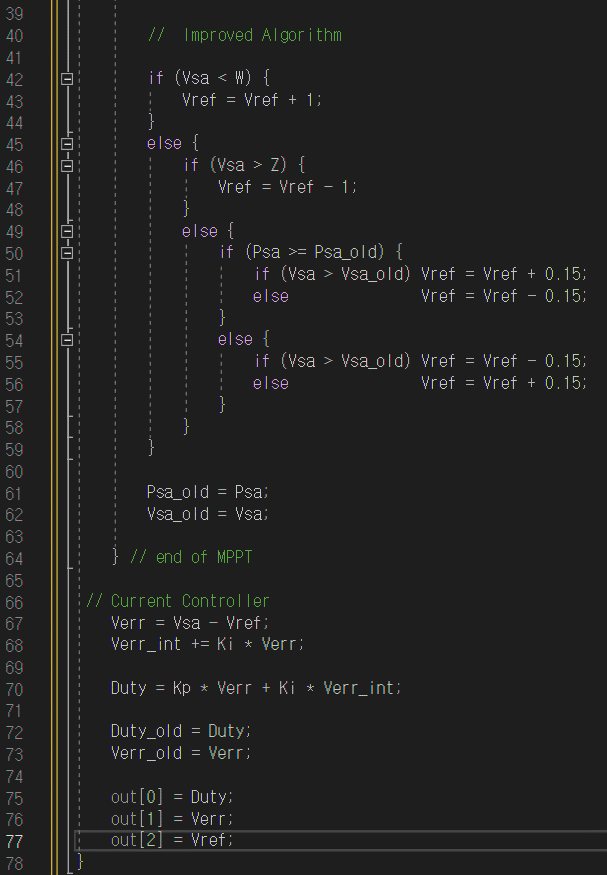 39
40 //  Improved Algorithm
41
42 if (Vsa < W) {
43 Vref = Vref + 1;
44 }
45 else {
46 if (Vsa > Z) {
47 Vref = Vref - 1;
48 }
49 else {
50 if (Psa >= Psa_old) {
51 if (Vsa > Vsa_old) Vref = Vref + 0.15;
52 else Vref = Vref - 0.15;
53 }
54 else {
55 if (Vsa > Vsa_old) Vref = Vref - 0.15;
56 else Vref = Vref + 0.15;
57 }
58 }
59 }
60
61 Psa_old = Psa;
62 Vsa_old = Vsa;
63
64 } // end of MPPT
65
66 // Current Controller
67 Verr = Vsa - Vref;
68 Verr_int += Ki * Verr;
69
70 Duty = Kp * Verr + Ki * Verr_int;
71
72 Duty_old = Duty;
73 Verr_old = Verr;
74
75 out[0] = Duty;
76 out[1] = Verr;
77 out[2] = Vref;
78 }